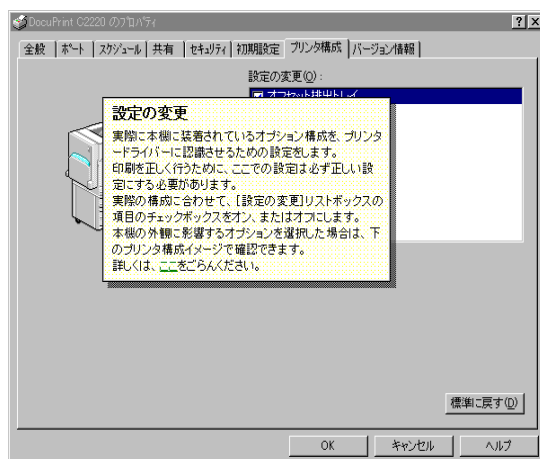 DocuPrint C2220 のプロパティ
全般 ポート スケジュール 共有 セキュリティ 初期設定 プリンタ構成 バージョン情報
設定の変更(O):
オフセット排出トレイ
設定の変更
実際に本機に装着されているオプション構成を、プリンタ
ードライバーに認識させるための設定をします。
印刷を正しく行うために、ここでの設定は必ず正しい設
定にする必要があります。
実際の構成に合わせて、[設定の変更]リストボックスの
項目のチェックボックスをオン、またはオフにします。
本機の外観に影響するオプションを選択した場合は、下
のプリンタ構成イメージで確認できます。
詳しくは、ここをごらんください。
標準に戻す(D)
OK キャンセル ヘルプ